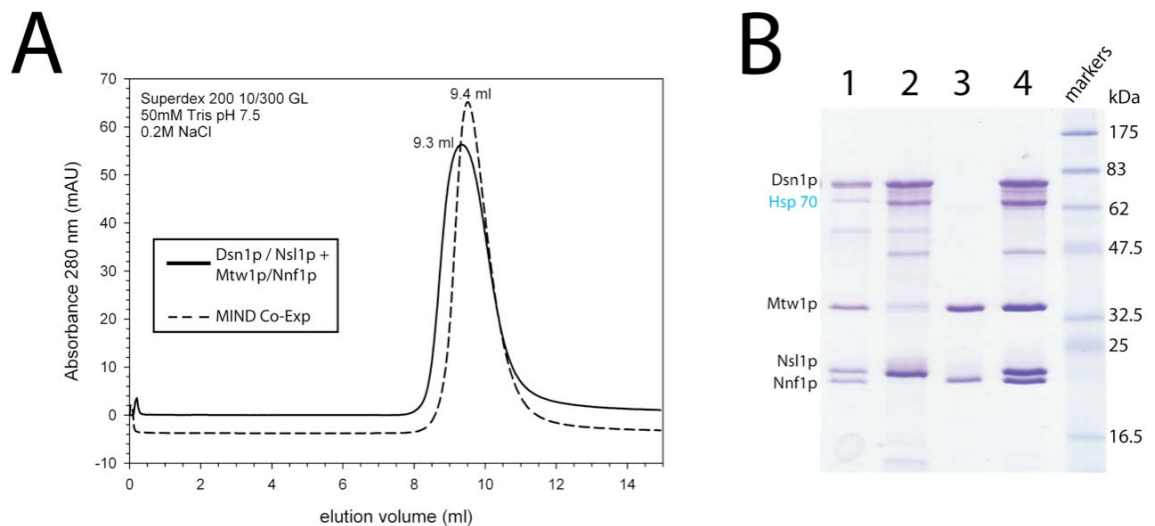 A
Absorbance 280 nm (mAU)
70
60
50
40
30
20
10
0
-10
Superdex 200 10/300 GL
50mM Tris pH 7.5
0.2M NaCl
9.4 ml
9.3 ml
Dsn1p / Nsl1p +
Mtw1p/Nnf1p
MIND Co-Exp
0 2 4 6 8 10 12 14
elution volume (ml)
B
1 2 3 4 markers
kDa
Dsn1p
Hsp 70
Mtw1p
Nsl1p
Nnf1p
175
83
62
47.5
32.5
25
16.5